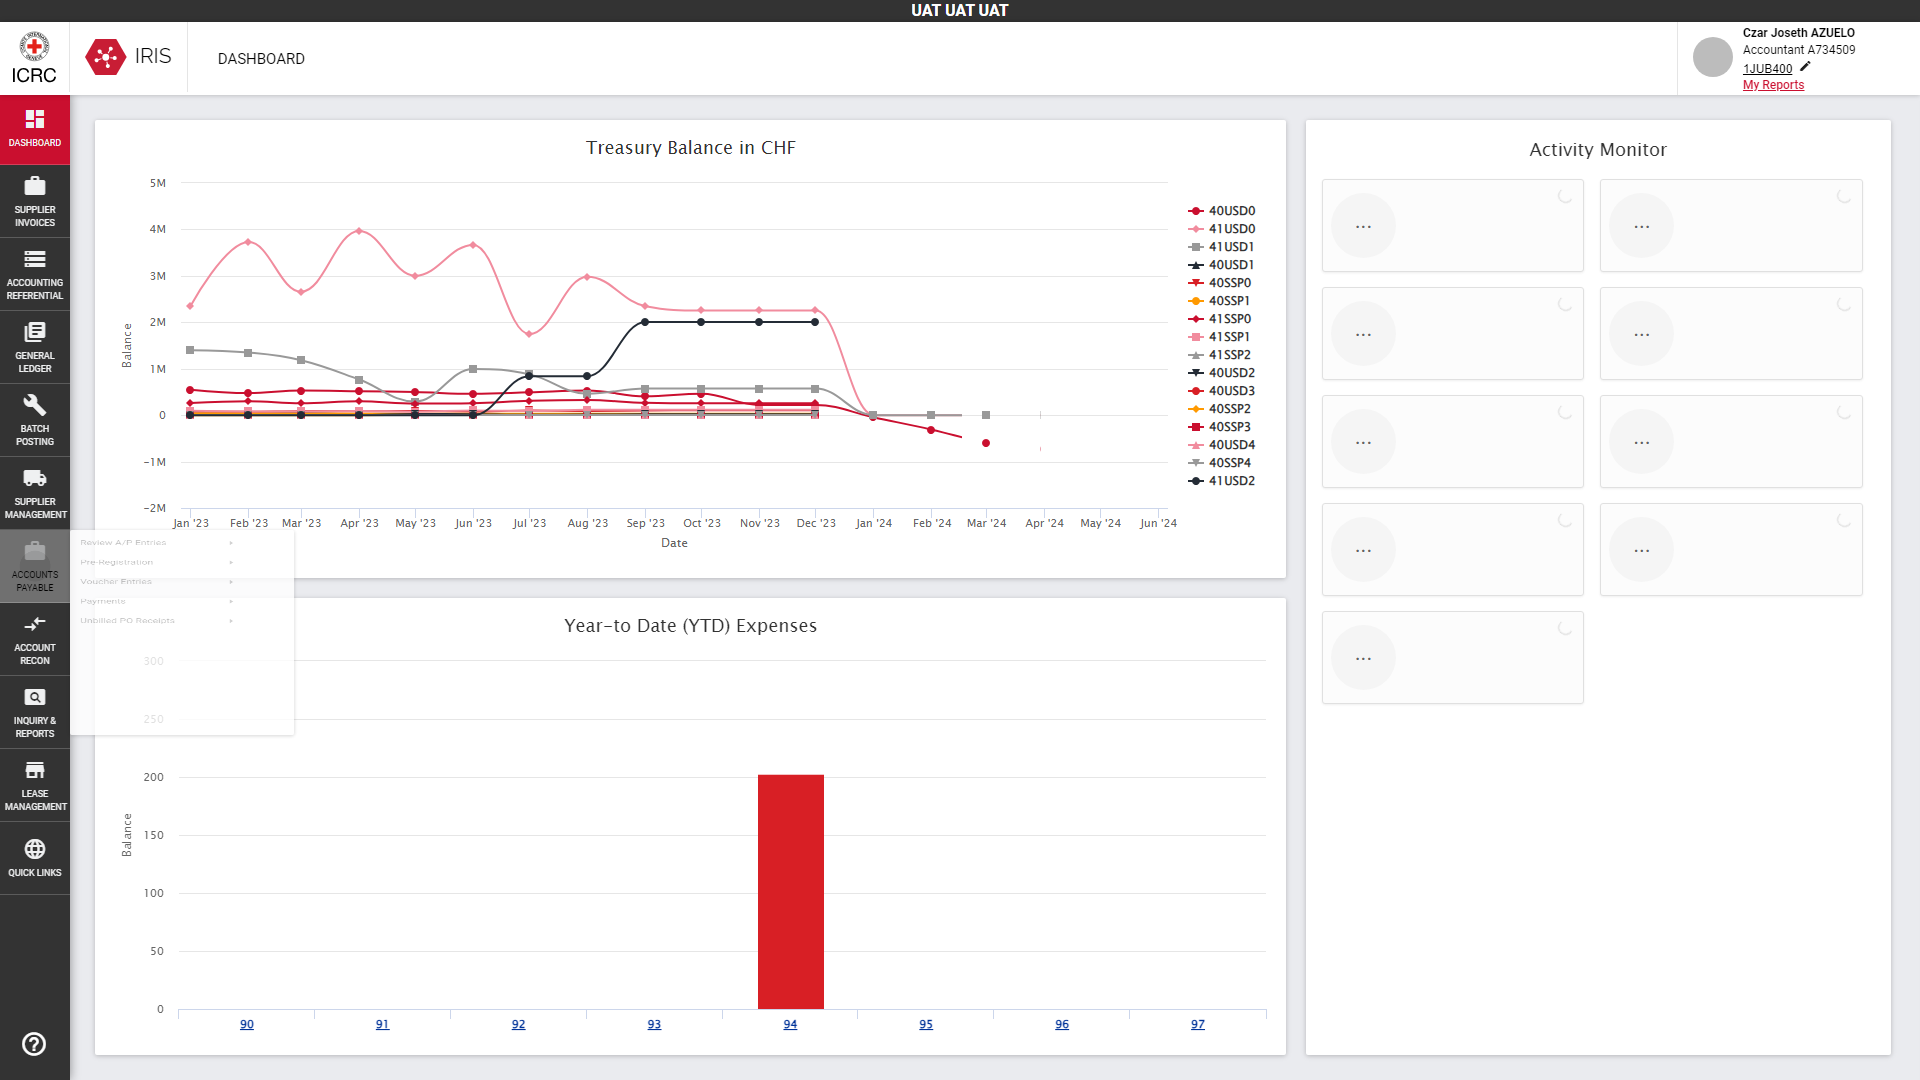 UAT UAT UAT
ICRC
IRIS
DASHBOARD
Czar Joseth AZUELO
Accountant A734509
1JUB400
My Reports
DASHBOARD
SUPPLIER
INVOICES
ACCOUNTING
REFERENTIAL
GENERAL
LEDGER
BATCH
POSTING
SUPPLIER
MANAGEMENT
ACCOUNTS
PAYABLE
ACCOUNT
RECON
INQUIRY &
REPORTS
LEASE
MANAGEMENT
QUICK LINKS
Review A/P Entries
Pre-Registration
Voucher Entries
Payments
Unbilled PO Receipts
Treasury Balance in CHF
5M
4M
3M
2M
1M
0
-1M
-2M
Balance
Jan '23 Feb '23 Mar '23 Apr '23 May '23 Jun '23 Jul '23 Aug '23 Sep '23 Oct '23 Nov '23 Dec '23 Jan '24 Feb '24 Mar '24 Apr '24 May '24 Jun '24
Date
40USD0
41USD0
41USD1
40USD1
40SSP0
40SSP1
41SSP0
41SSP1
41SSP2
40USD2
40USD3
40SSP2
40SSP3
40USD4
40SSP4
41USD2
Year-to Date (YTD) Expenses
300
250
200
150
100
50
0
Balance
90 91 92 93 94 95 96 97
Activity Monitor
... ...
... ...
... ...
... ...
...